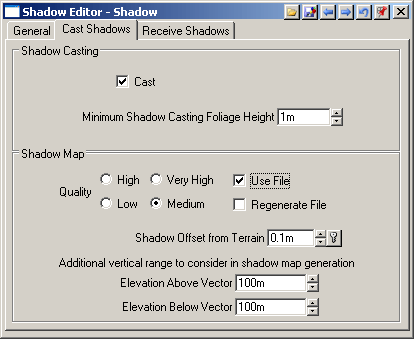 Shadow Editor - Shadow
General Cast Shadows Receive Shadows
Shadow Casting
Cast
Minimum Shadow Casting Foliage Height 1m
Shadow Map
Quality High Very High Use File
Low Medium Regenerate File
Shadow Offset from Terrain 0.1m
Additional vertical range to consider in shadow map generation
Elevation Above Vector 100m
Elevation Below Vector 100m